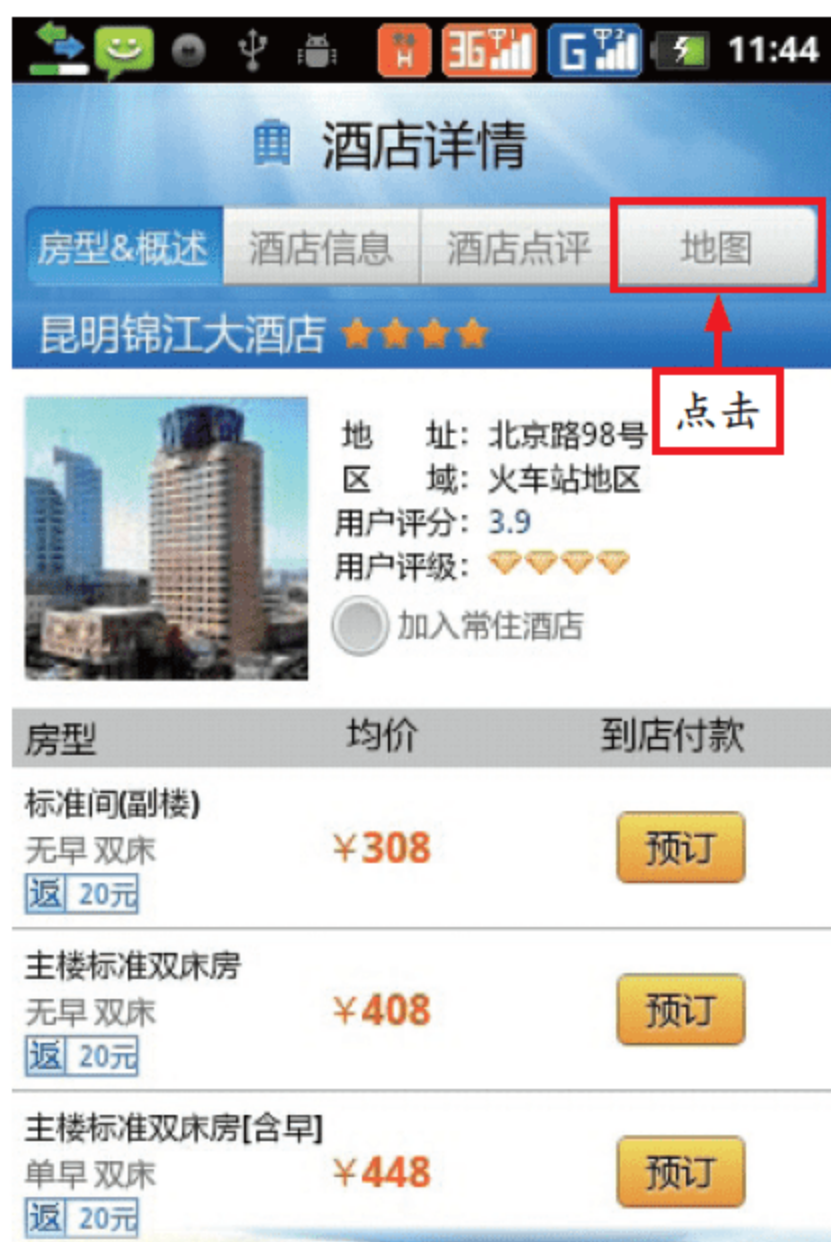 3G G 11:44
酒店详情
房型&概述 酒店信息 酒店点评 地图
昆明锦江大酒店
点击
地 址: 北京路98号
区 域: 火车站地区
用户评分: 3.9
用户评级:
加入常住酒店
房型 均价 到店付款
标准间(副楼)
无早 双床 ¥308 预订
返 20元
主楼标准双床房
无早 双床 ¥408 预订
返 20元
主楼标准双床房[含早]
单早 双床 ¥448 预订
返 20元